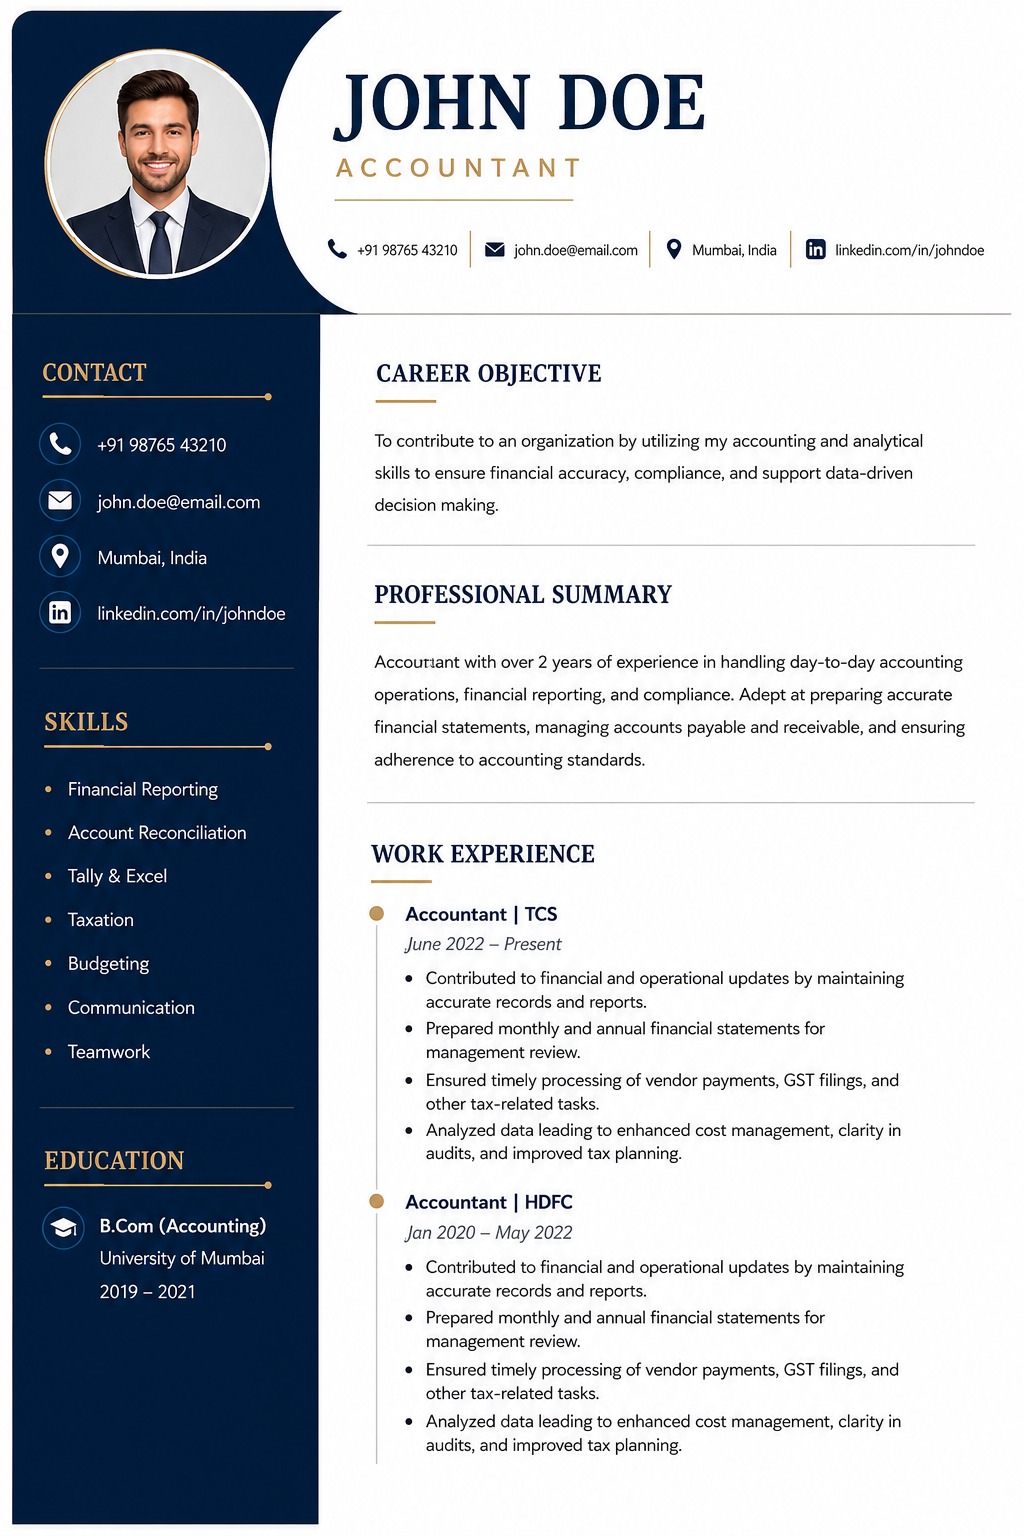 JOHN DOE
ACCOUNTANT
+91 98765 43210
john.doe@email.com
Mumbai, India
linkedin.com/in/johndoe
CONTACT
+91 98765 43210
john.doe@email.com
Mumbai, India
linkedin.com/in/johndoe
SKILLS
• Financial Reporting
• Account Reconciliation
• Tally & Excel
• Taxation
• Budgeting
• Communication
• Teamwork
EDUCATION
B.Com (Accounting)
University of Mumbai
2019 – 2021
CAREER OBJECTIVE
To contribute to an organization by utilizing my accounting and analytical
skills to ensure financial accuracy, compliance, and support data-driven
decision making.
PROFESSIONAL SUMMARY
Accountant with over 2 years of experience in handling day-to-day accounting
operations, financial reporting, and compliance. Adept at preparing accurate
financial statements, managing accounts payable and receivable, and ensuring
adherence to accounting standards.
WORK EXPERIENCE
Accountant | TCS
June 2022 – Present
• Contributed to financial and operational updates by maintaining
accurate records and reports.
• Prepared monthly and annual financial statements for
management review.
• Ensured timely processing of vendor payments, GST filings, and
other tax-related tasks.
• Analyzed data leading to enhanced cost management, clarity in
audits, and improved tax planning.
Accountant | HDFC
Jan 2020 – May 2022
• Contributed to financial and operational updates by maintaining
accurate records and reports.
• Prepared monthly and annual financial statements for
management review.
• Ensured timely processing of vendor payments, GST filings, and
other tax-related tasks.
• Analyzed data leading to enhanced cost management, clarity in
audits, and improved tax planning.